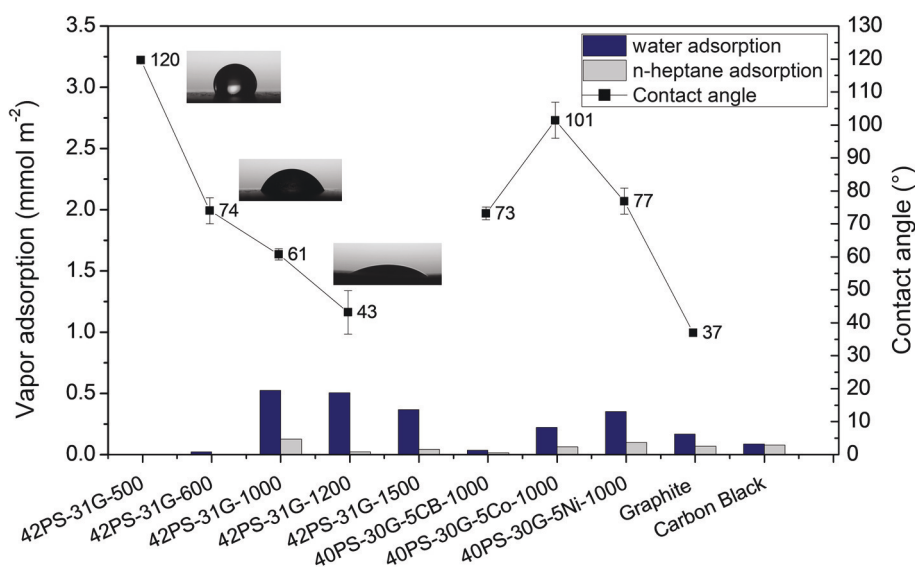 3.5
3.0
2.5
2.0
1.5
1.0
0.5
0.0
Vapor adsorption (mmol m⁻²)
130
120
110
100
90
80
70
60
50
40
30
20
10
0
Contact angle (°)
water adsorption
n-heptane adsorption
Contact angle
120
74
61
43
73
101
77
37
42PS-31G-500
42PS-31G-600
42PS-31G-1000
42PS-31G-1200
42PS-31G-1500
40PS-30G-5CB-1000
40PS-30G-5Co-1000
40PS-30G-5Ni-1000
Graphite
Carbon Black